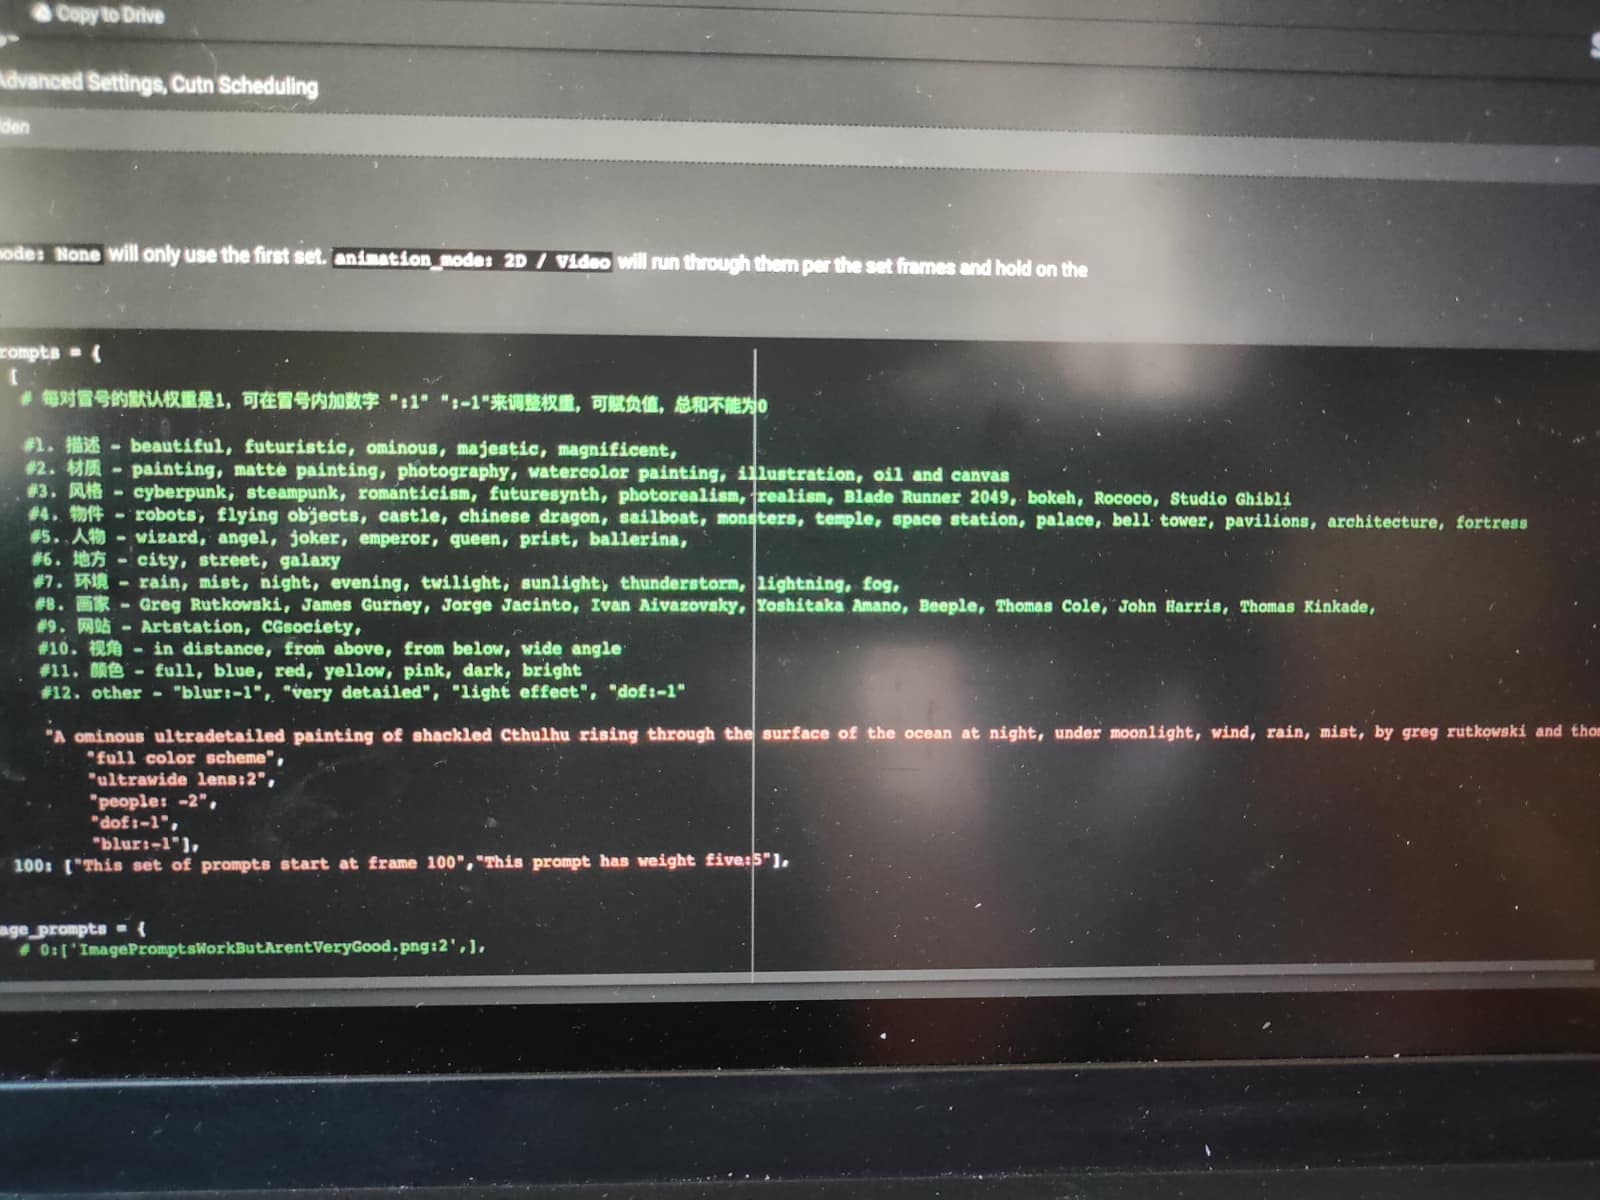 Copy to Drive
Advanced Settings, Cutn Scheduling
None will only use the first set. animation_mode: 2D / Video will run through them per the set frames and hold on the
rompts = {
[
# 每对冒号的默认权重是1，可在冒号内加数字 ":1" ":-1"来调整权重，可赋负值，总和不能为0
#1. 描述 - beautiful, futuristic, ominous, majestic, magnificent,
#2. 材质 - painting, matte painting, photography, watercolor painting, illustration, oil and canvas
#3. 风格 - cyberpunk, steampunk, romanticism, futuresynth, photorealism, realism, Blade Runner 2049, bokeh, Rococo, Studio Ghibli
#4. 物件 - robots, flying objects, castle, chinese dragon, sailboat, monsters, temple, space station, palace, bell tower, pavilions, architecture, fortress
#5. 人物 - wizard, angel, joker, emperor, queen, prist, ballerina,
#6. 地方 - city, street, galaxy
#7. 环境 - rain, mist, night, evening, twilight, sunlight, thunderstorm, lightning, fog,
#8. 画家 - Greg Rutkowski, James Gurney, Jorge Jacinto, Ivan Aivazovsky, Yoshitaka Amano, Beeple, Thomas Cole, John Harris, Thomas Kinkade,
#9. 网站 - Artstation, CGsociety,
#10. 视角 - in distance, from above, from below, wide angle
#11. 颜色 - full, blue, red, yellow, pink, dark, bright
#12. other - "blur:-1", "very detailed", "light effect", "dof:-1"
"A ominous ultradetailed painting of shackled Cthulhu rising through the surface of the ocean at night, under moonlight, wind, rain, mist, by greg rutkowski and tho
"full color scheme",
"ultrawide lens:2",
"people: -2",
"dof:-1",
"blur:-1"],
100: ["This set of prompts start at frame 100","This prompt has weight five:5"],
age_prompts = {
# 0:['ImagePromptsWorkButArentVeryGood.png:2',],